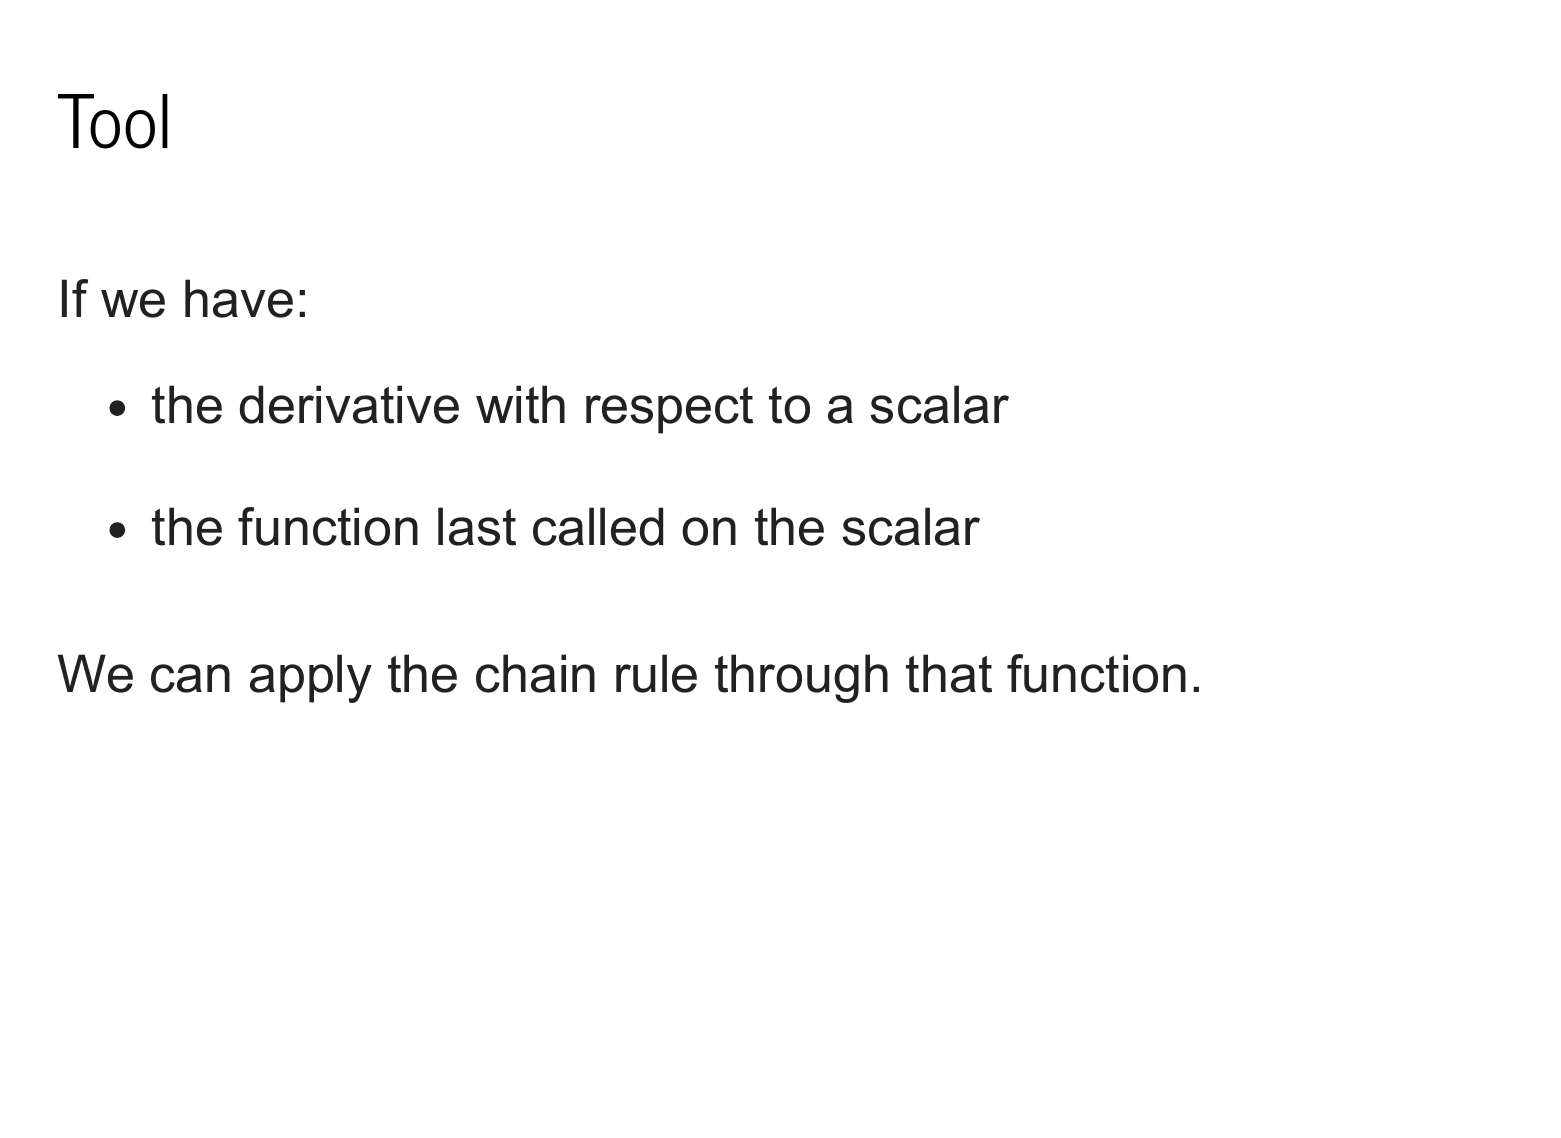 Tool
If we have:
the derivative with respect to a scalar
the function last called on the scalar
We can apply the chain rule through that function.